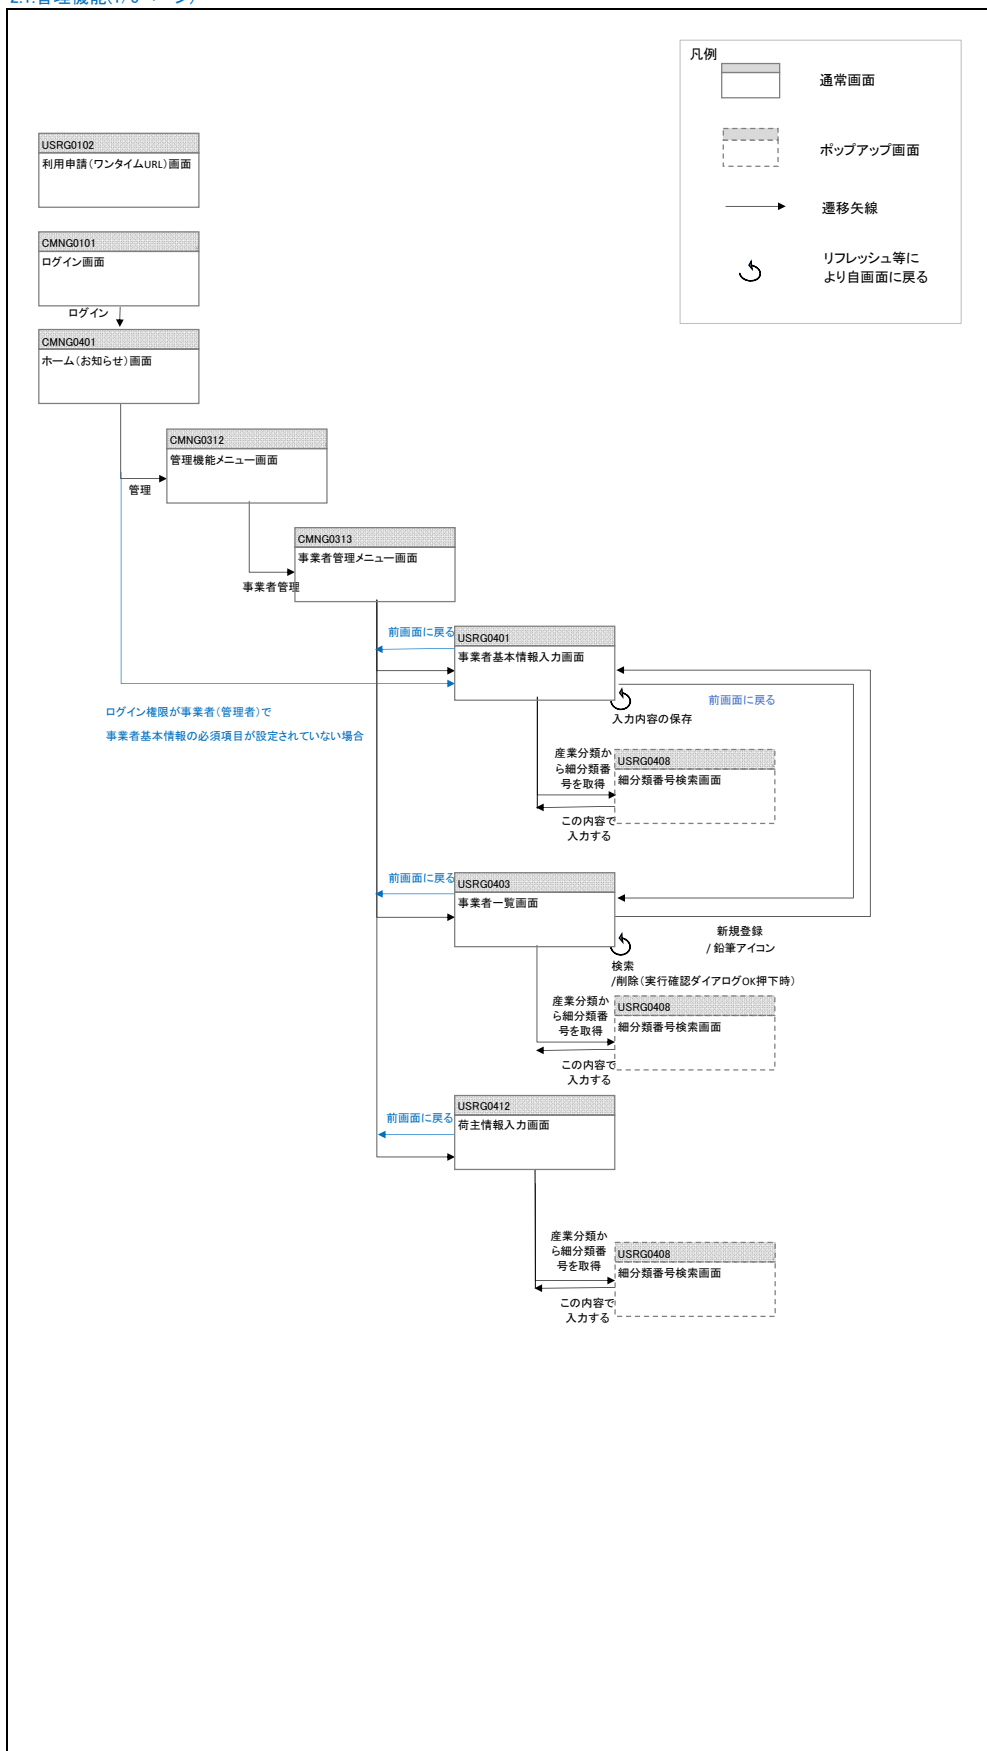 凡例
通常画面
ポップアップ画面
遷移矢線
リフレッシュ等に
より自画面に戻る
USRG0102
利用申請（ワンタイムURL）画面
CMNG0101
ログイン画面
ログイン
CMNG0401
ホーム（お知らせ）画面
CMNG0312
管理機能メニュー画面
管理
CMNG0313
事業者管理メニュー画面
事業者管理
前画面に戻る
USRG0401
事業者基本情報入力画面
前画面に戻る
入力内容の保存
ログイン権限が事業者（管理者）で
事業者基本情報の必須項目が設定されていない場合
産業分類か
ら細分類番
号を取得
USRG0408
細分類番号検索画面
この内容で
入力する
前画面に戻る
USRG0403
事業者一覧画面
新規登録
/ 鉛筆アイコン
検索
/削除（実行確認ダイアログOK押下時）
産業分類か
ら細分類番
号を取得
USRG0408
細分類番号検索画面
この内容で
入力する
前画面に戻る
USRG0412
荷主情報入力画面
産業分類か
ら細分類番
号を取得
USRG0408
細分類番号検索画面
この内容で
入力する